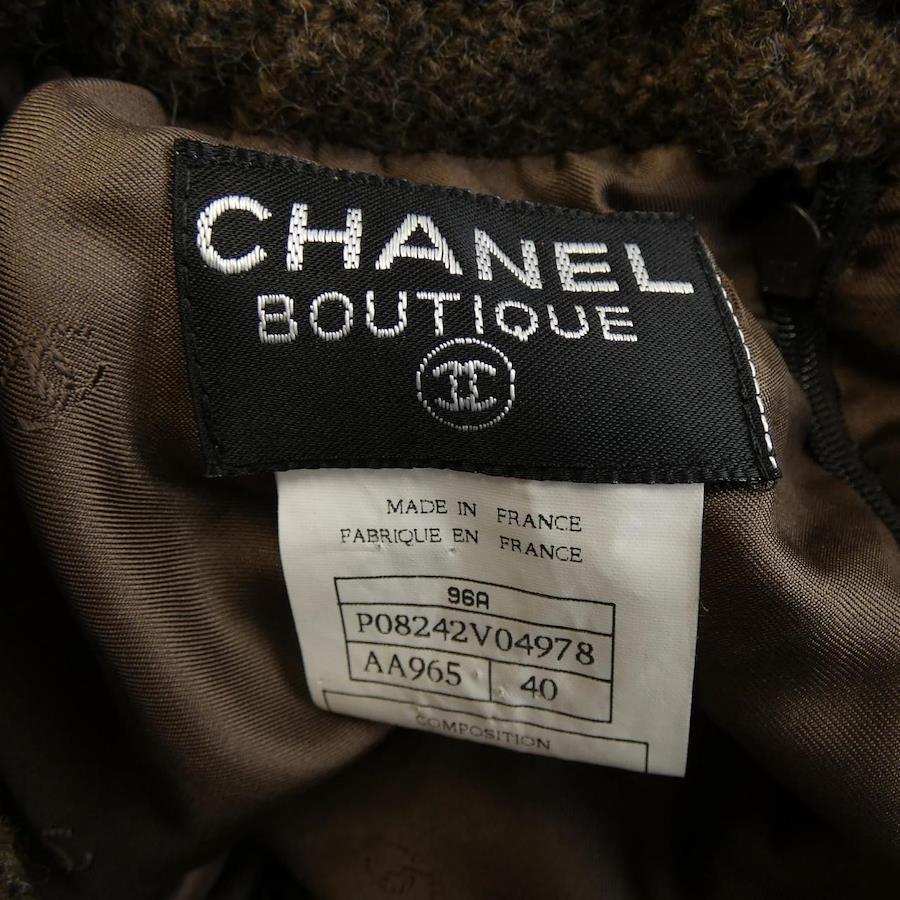 CHANEL
BOUTIQUE
MADE IN FRANCE
FABRIQUE EN FRANCE
96A
P08242V04978
AA965 40
COMPOSITION